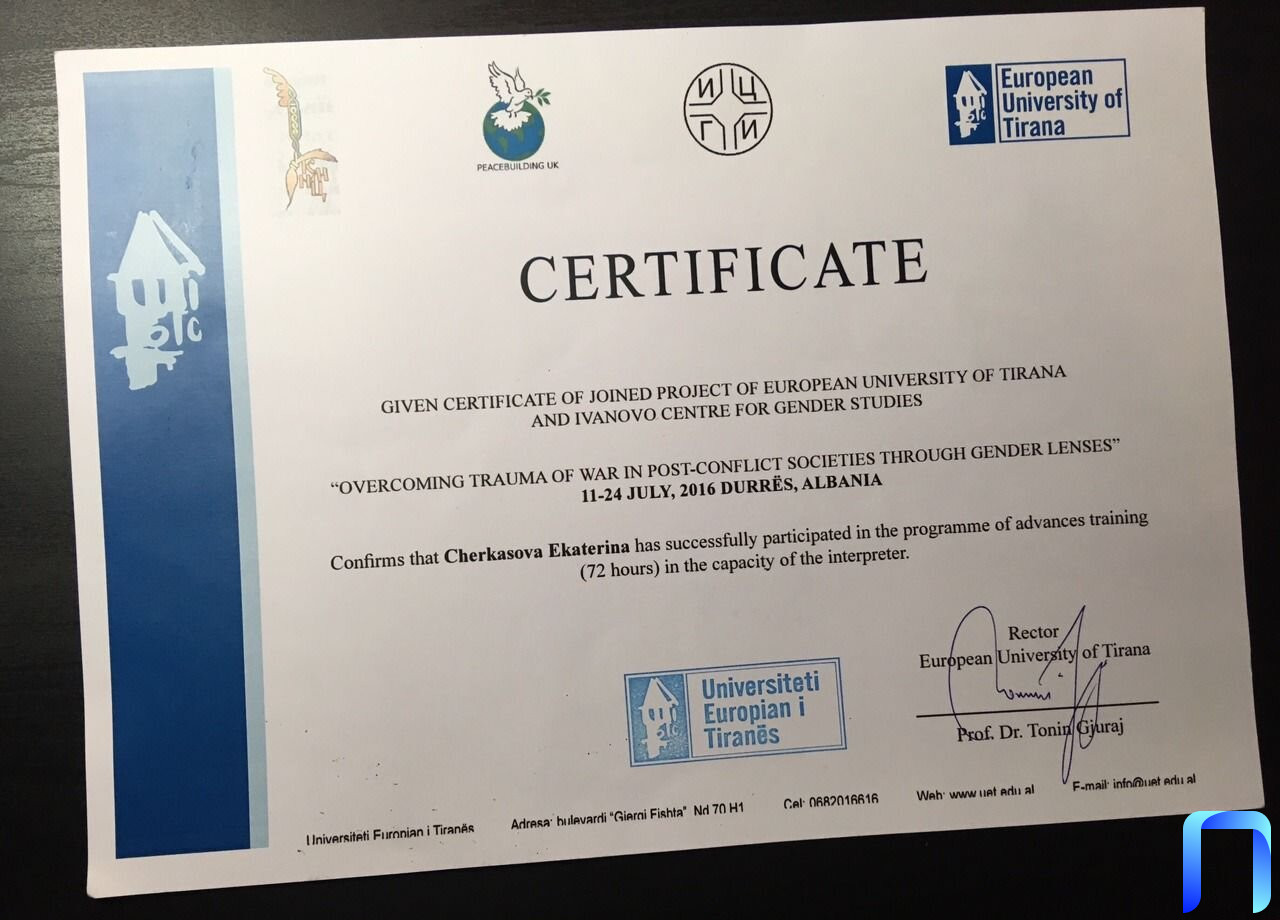 PEACEBUILDING UK
И Ц
Г И
European
University of
Tirana
CERTIFICATE
GIVEN CERTIFICATE OF JOINED PROJECT OF EUROPEAN UNIVERSITY OF TIRANA
AND IVANOVO CENTRE FOR GENDER STUDIES
“OVERCOMING TRAUMA OF WAR IN POST-CONFLICT SOCIETIES THROUGH GENDER LENSES”
11-24 JULY, 2016 DURRËS, ALBANIA
Confirms that Cherkasova Ekaterina has successfully participated in the programme of advances training
(72 hours) in the capacity of the interpreter.
Rector
European University of Tirana
Prof. Dr. Tonin Gjuraj
Universiteti
Europian i
Tiranës
Universiteti Europian i Tiranës Adresa: bulevardi “Gjergj Fishta” Nd 70 H1 Cel: 0682016616 Web: www.uet.edu.al E-mail: info@uet.edu.al